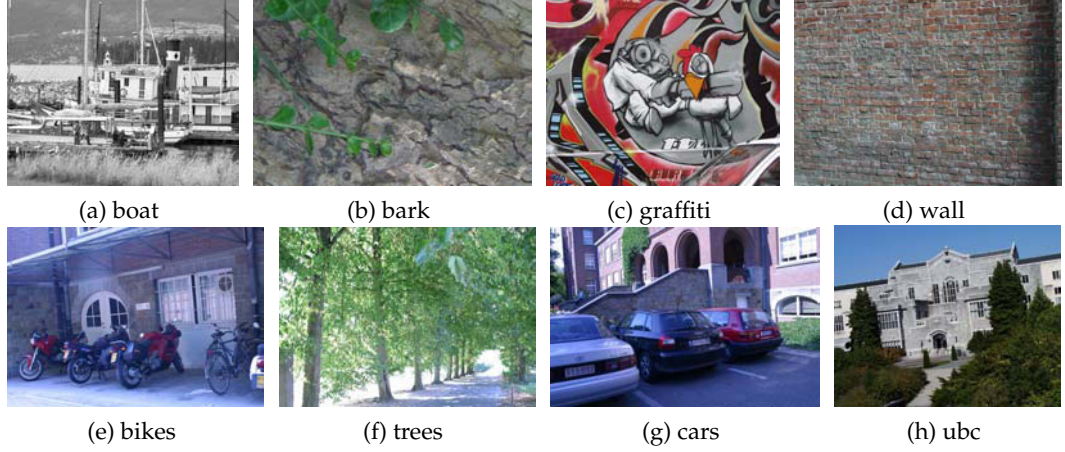 (a) boat
(b) bark
(c) graffiti
(d) wall
(e) bikes
(f) trees
(g) cars
(h) ubc